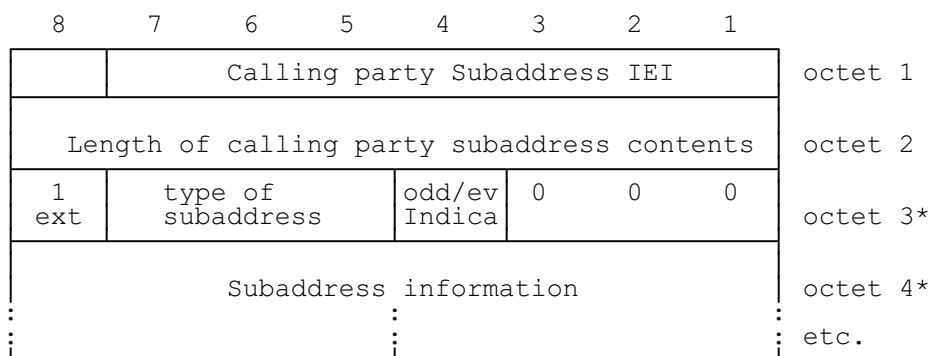 8 7 6 5 4 3 2 1
Calling party Subaddress IEI octet 1
Length of calling party subaddress contents octet 2
1 type of odd/ev 0 0 0
ext subaddress Indica octet 3*
Subaddress information octet 4*
: : :
: : : etc.